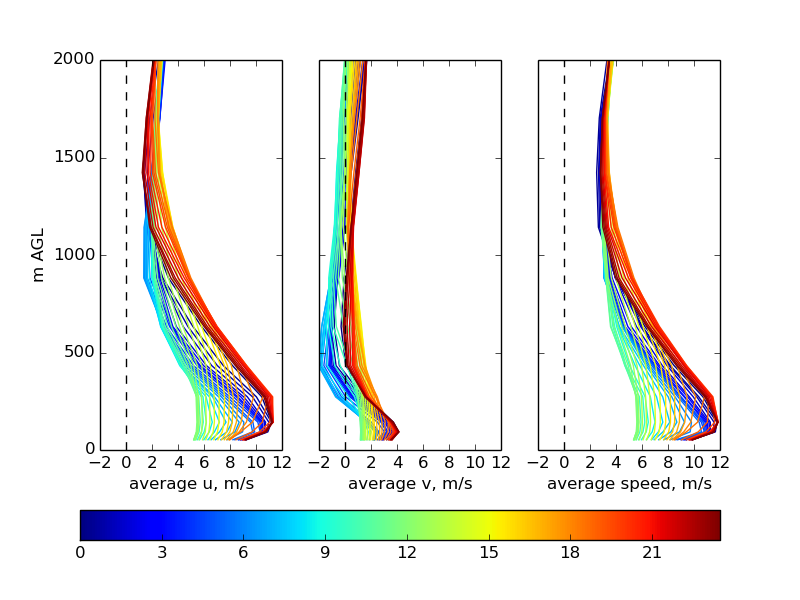 2000
1500
1000
500
0
m AGL
−2 0 2 4 6 8 10 12
−2 0 2 4 6 8 10 12
−2 0 2 4 6 8 10 12
average u, m/s
average v, m/s
average speed, m/s
0 3 6 9 12 15 18 21